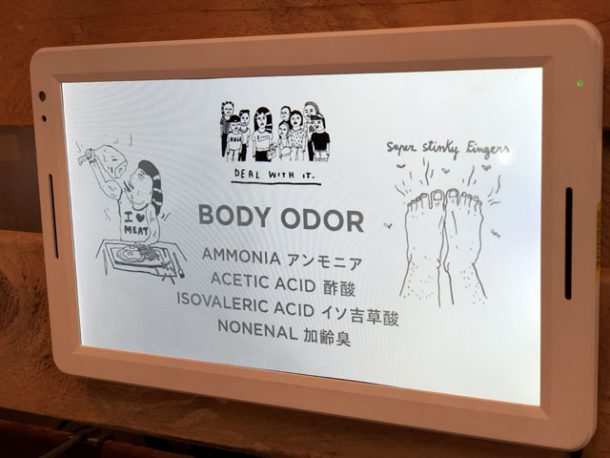 DEAL WITH IT.
Super stinky Fingers
I ♥ MEAT
BODY ODOR
AMMONIA アンモニア
ACETIC ACID 酢酸
ISOVALERIC ACID イソ吉草酸
NONENAL 加齢臭